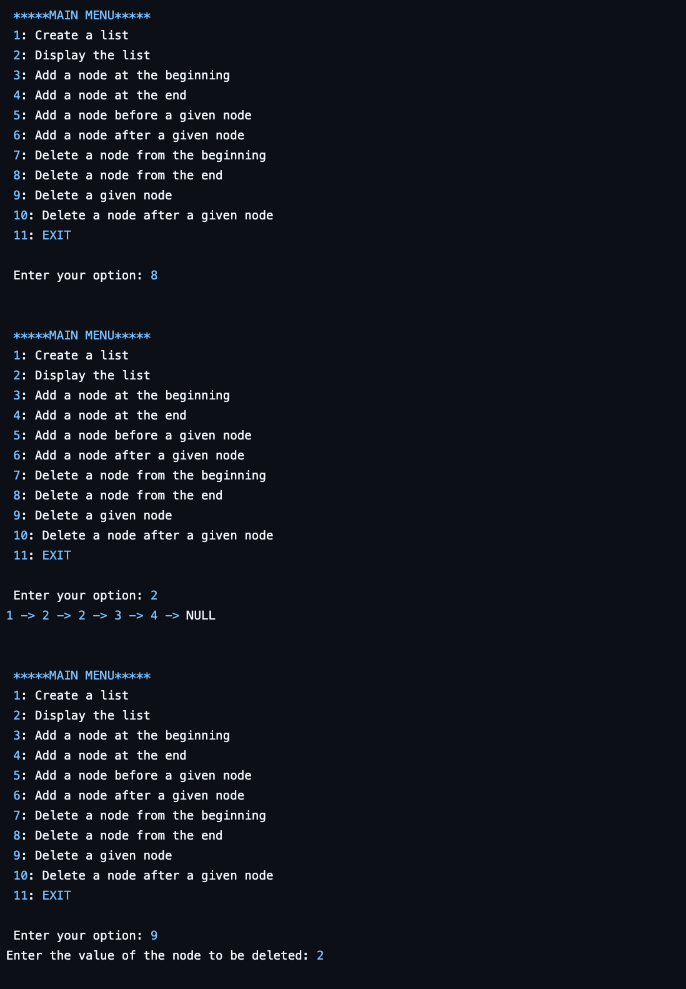 *****MAIN MENU*****
1: Create a list
2: Display the list
3: Add a node at the beginning
4: Add a node at the end
5: Add a node before a given node
6: Add a node after a given node
7: Delete a node from the beginning
8: Delete a node from the end
9: Delete a given node
10: Delete a node after a given node
11: EXIT
Enter your option: 8
*****MAIN MENU*****
1: Create a list
2: Display the list
3: Add a node at the beginning
4: Add a node at the end
5: Add a node before a given node
6: Add a node after a given node
7: Delete a node from the beginning
8: Delete a node from the end
9: Delete a given node
10: Delete a node after a given node
11: EXIT
Enter your option: 2
1 -> 2 -> 2 -> 3 -> 4 -> NULL
*****MAIN MENU*****
1: Create a list
2: Display the list
3: Add a node at the beginning
4: Add a node at the end
5: Add a node before a given node
6: Add a node after a given node
7: Delete a node from the beginning
8: Delete a node from the end
9: Delete a given node
10: Delete a node after a given node
11: EXIT
Enter your option: 9
Enter the value of the node to be deleted: 2